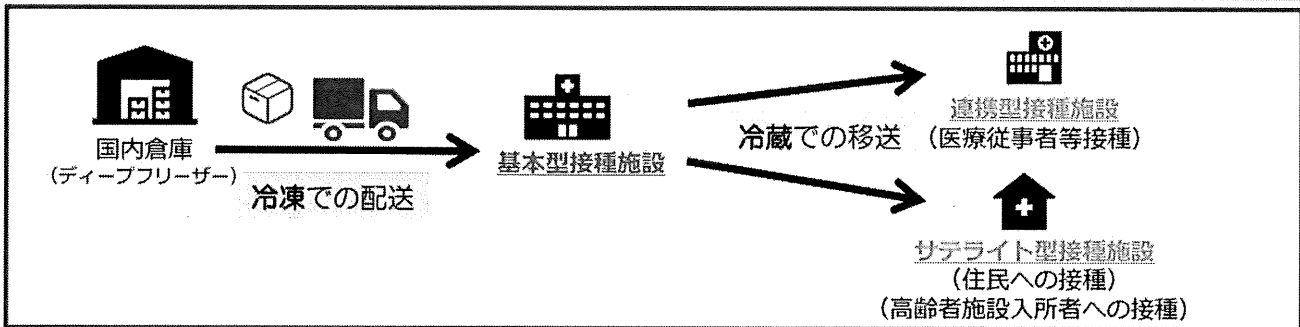 国内倉庫
(ディープフリーザー)
冷凍での配送
基本型接種施設
冷蔵での移送
連携型接種施設
(医療従事者等接種)
サテライト型接種施設
(住民への接種)
(高齢者施設入所者への接種)